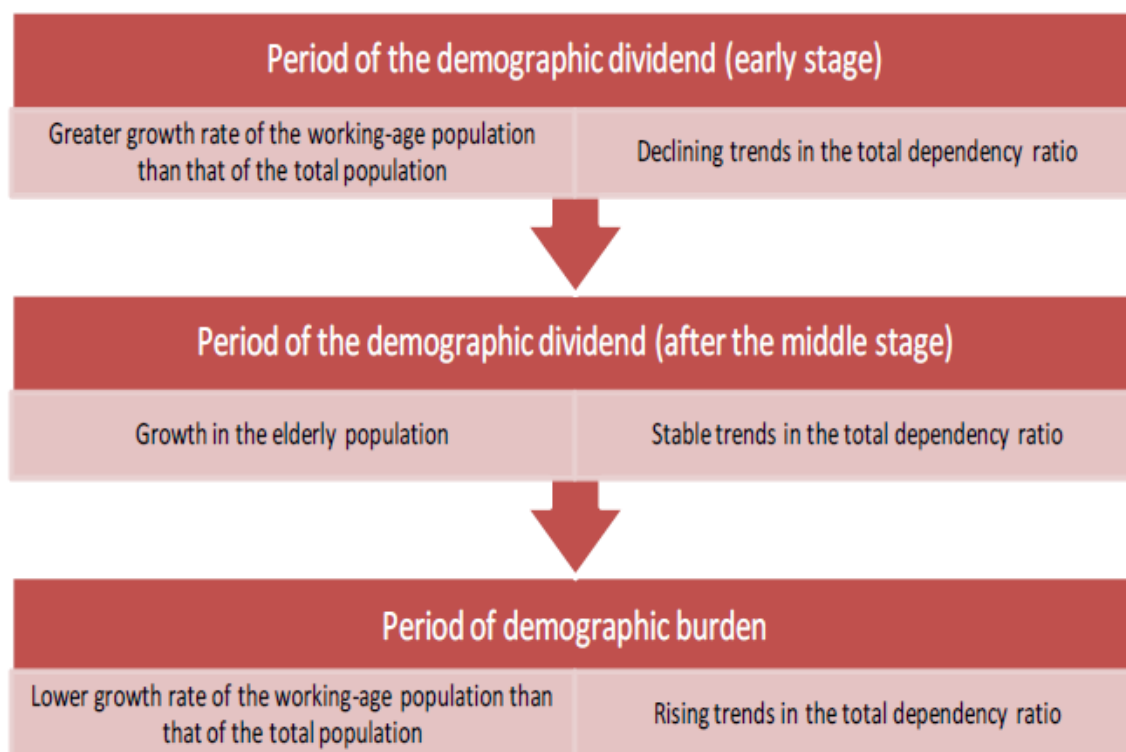 Period of the demographic dividend (early stage)
Greater growth rate of the working-age population
than that of the total population
Declining trends in the total dependency ratio
Period of the demographic dividend (after the middle stage)
Growth in the elderly population
Stable trends in the total dependency ratio
Period of demographic burden
Lower growth rate of the working-age population than
that of the total population
Rising trends in the total dependency ratio